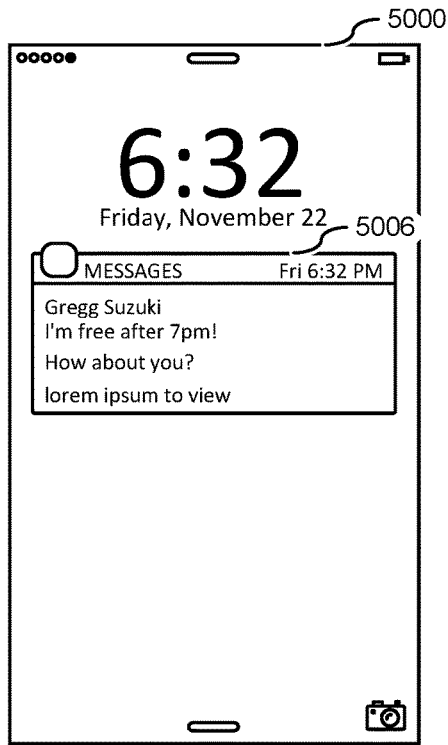 5000
6:32
Friday, November 22
5006
MESSAGES Fri 6:32 PM
Gregg Suzuki
I'm free after 7pm!
How about you?
lorem ipsum to view